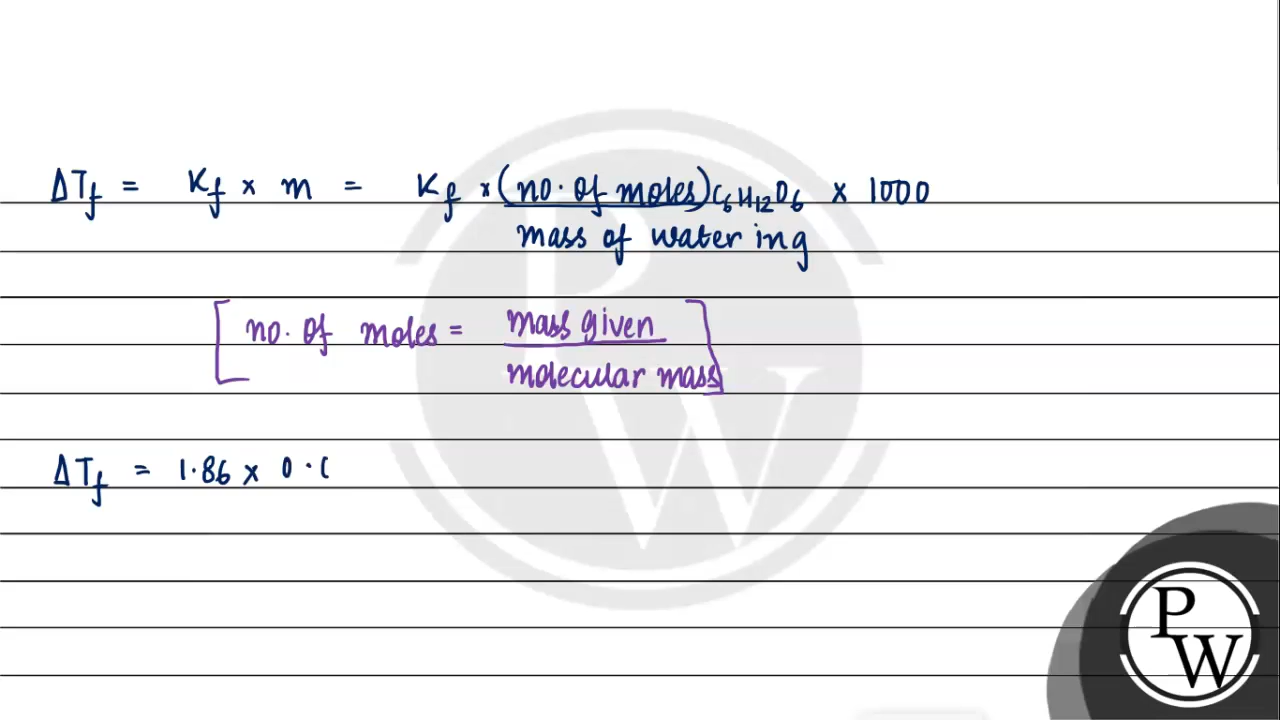 ΔTf = Kf × m = Kf × (no. of moles)C6H12O6 × 1000
mass of water in g
[no. of moles = mass given
molecular mass]
ΔTf = 1.86 × 0.
P
W
P
W